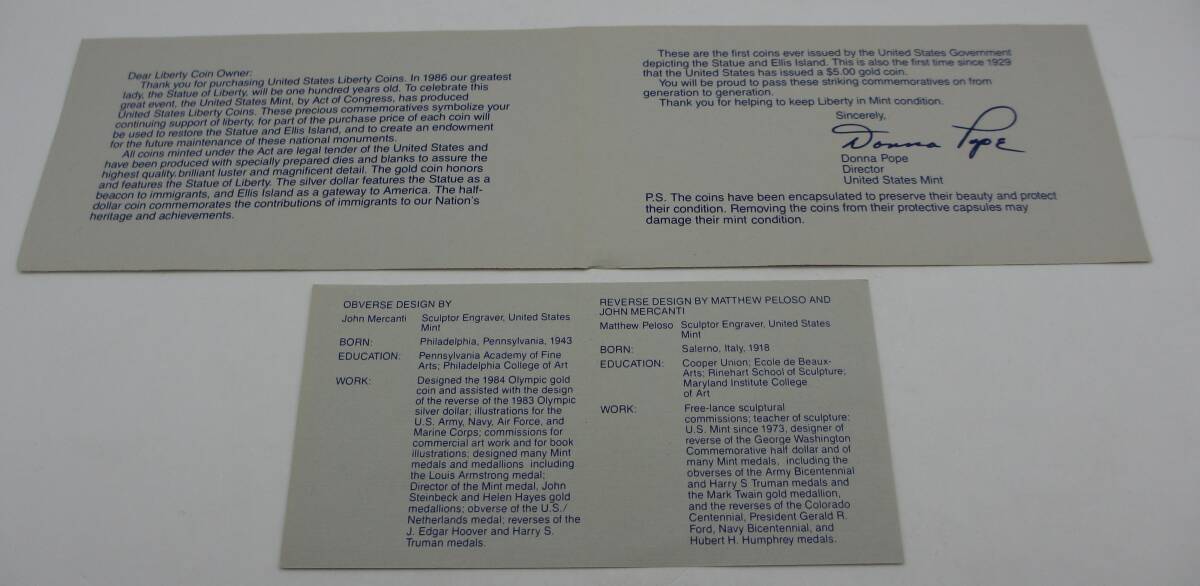 Dear Liberty Coin Owner:
Thank you for purchasing United States Liberty Coins. In 1986 our greatest
lady, the Statue of Liberty, will be one hundred years old. To celebrate this
great event, the United States Mint, by Act of Congress, has produced
United States Liberty Coins. These precious commemoratives symbolize your
continuing support of liberty, for part of the purchase price of each coin will
be used to restore the Statue and Ellis Island, and to create an endowment
for the future maintenance of these national monuments.
All coins minted under the Act are legal tender of the United States and
have been produced with specially prepared dies and blanks to assure the
highest quality, brilliant luster and magnificent detail. The gold coin honors
and features the Statue of Liberty. The silver dollar features the Statue as a
beacon to immigrants, and Ellis Island as a gateway to America. The half-
dollar coin commemorates the contributions of immigrants to our Nation's
heritage and achievements.
These are the first coins ever issued by the United States Government
depicting the Statue and Ellis Island. This is also the first time since 1929
that the United States has issued a $5.00 gold coin.
You will be proud to pass these striking commemoratives on from
generation to generation.
Thank you for helping to keep Liberty in Mint condition.
Sincerely,
Donna Pope
Donna Pope
Director
United States Mint
P.S. The coins have been encapsulated to preserve their beauty and protect
their condition. Removing the coins from their protective capsules may
damage their mint condition.
OBVERSE DESIGN BY
John Mercanti Sculptor Engraver, United States
Mint
BORN: Philadelphia, Pennsylvania, 1943
EDUCATION: Pennsylvania Academy of Fine
Arts; Philadelphia College of Art
WORK: Designed the 1984 Olympic gold
coin and assisted with the design
of the reverse of the 1983 Olympic
silver dollar; illustrations for the
U.S. Army, Navy, Air Force, and
Marine Corps; commissions for
commercial art work and for book
illustrations; designed many Mint
medals and medallions including
the Louis Armstrong medal;
Director of the Mint medal, John
Steinbeck and Helen Hayes gold
medallions; obverse of the U.S./
Netherlands medal; reverses of the
J. Edgar Hoover and Harry S.
Truman medals.
REVERSE DESIGN BY MATTHEW PELOSO AND
JOHN MERCANTI
Matthew Peloso Sculptor Engraver, United States
Mint
BORN: Salerno, Italy, 1918
EDUCATION: Cooper Union; Ecole de Beaux-
Arts; Rinehart School of Sculpture;
Maryland Institute College
of Art
WORK: Free-lance sculptural
commissions; teacher of sculpture:
U.S. Mint since 1973, designer of
reverse of the George Washington
Commemorative half dollar and of
many Mint medals, including the
obverses of the Army Bicentennial
and Harry S Truman medals and
the Mark Twain gold medallion,
and the reverses of the Colorado
Centennial, President Gerald R.
Ford, Navy Bicentennial, and
Hubert H. Humphrey medals.